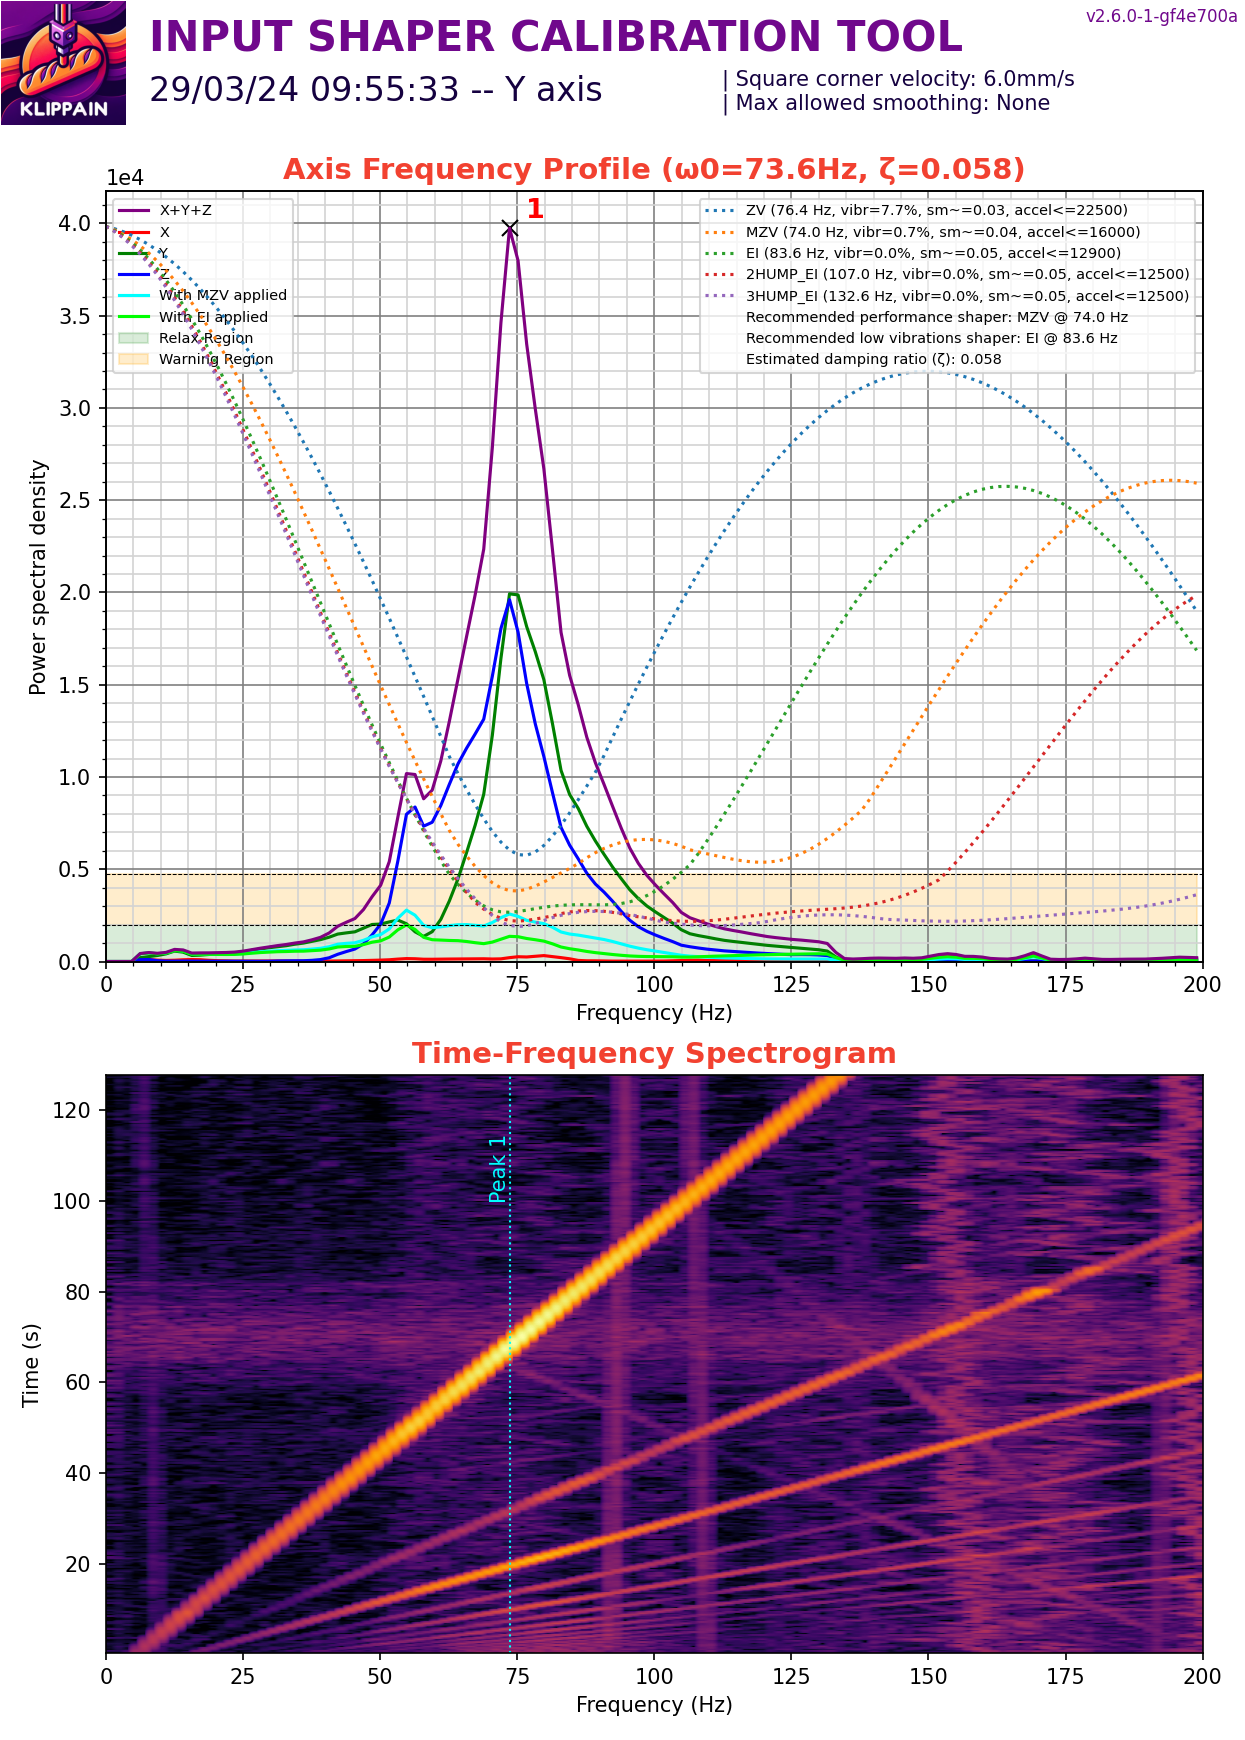 INPUT SHAPER CALIBRATION TOOL
v2.6.0-1-gf4e700a
KLIPPAIN
29/03/24 09:55:33 -- Y axis
| Square corner velocity: 6.0mm/s
| Max allowed smoothing: None
Axis Frequency Profile (ω0=73.6Hz, ζ=0.058)
1e4
X+Y+Z
X
Y
Z
With MZV applied
With EI applied
Relax Region
Warning Region
1
ZV (76.4 Hz, vibr=7.7%, sm~=0.03, accel<=22500)
MZV (74.0 Hz, vibr=0.7%, sm~=0.04, accel<=16000)
EI (83.6 Hz, vibr=0.0%, sm~=0.05, accel<=12900)
2HUMP_EI (107.0 Hz, vibr=0.0%, sm~=0.05, accel<=12500)
3HUMP_EI (132.6 Hz, vibr=0.0%, sm~=0.05, accel<=12500)
Recommended performance shaper: MZV @ 74.0 Hz
Recommended low vibrations shaper: EI @ 83.6 Hz
Estimated damping ratio (ζ): 0.058
4.0
3.5
3.0
2.5
2.0
1.5
1.0
0.5
0.0
Power spectral density
0 25 50 75 100 125 150 175 200
Frequency (Hz)
Time-Frequency Spectrogram
120
100
80
60
40
20
Time (s)
Peak 1
0 25 50 75 100 125 150 175 200
Frequency (Hz)